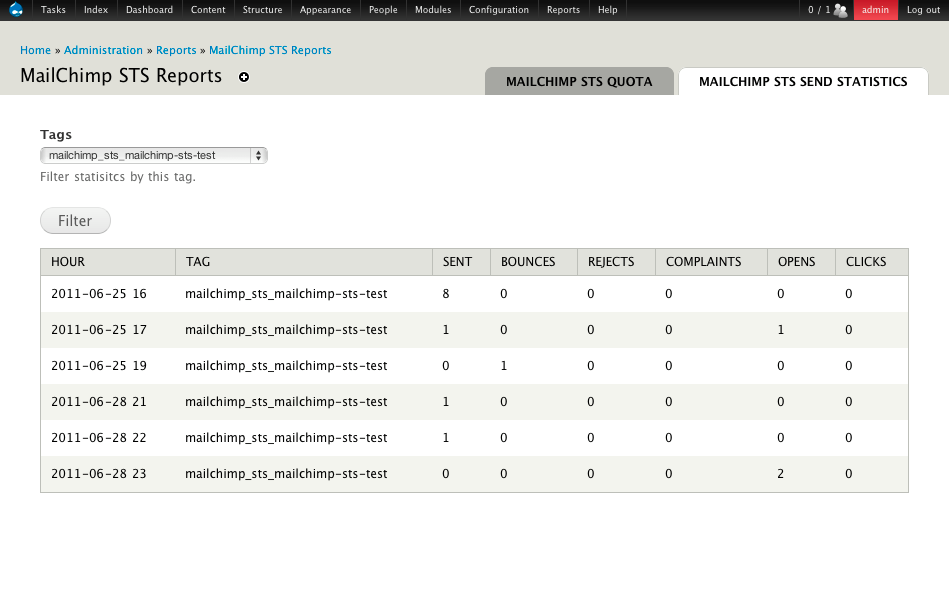 Tasks Index Dashboard Content Structure Appearance People Modules Configuration Reports Help 0 / 1 admin Log out
Home » Administration » Reports » MailChimp STS Reports
MailChimp STS Reports
MAILCHIMP STS QUOTA MAILCHIMP STS SEND STATISTICS
Tags
mailchimp_sts_mailchimp-sts-test
Filter statisitcs by this tag.
Filter
HOUR TAG SENT BOUNCES REJECTS COMPLAINTS OPENS CLICKS
2011-06-25 16 mailchimp_sts_mailchimp-sts-test 8 0 0 0 0 0
2011-06-25 17 mailchimp_sts_mailchimp-sts-test 1 0 0 0 1 0
2011-06-25 19 mailchimp_sts_mailchimp-sts-test 0 1 0 0 0 0
2011-06-28 21 mailchimp_sts_mailchimp-sts-test 1 0 0 0 0 0
2011-06-28 22 mailchimp_sts_mailchimp-sts-test 1 0 0 0 0 0
2011-06-28 23 mailchimp_sts_mailchimp-sts-test 0 0 0 0 2 0